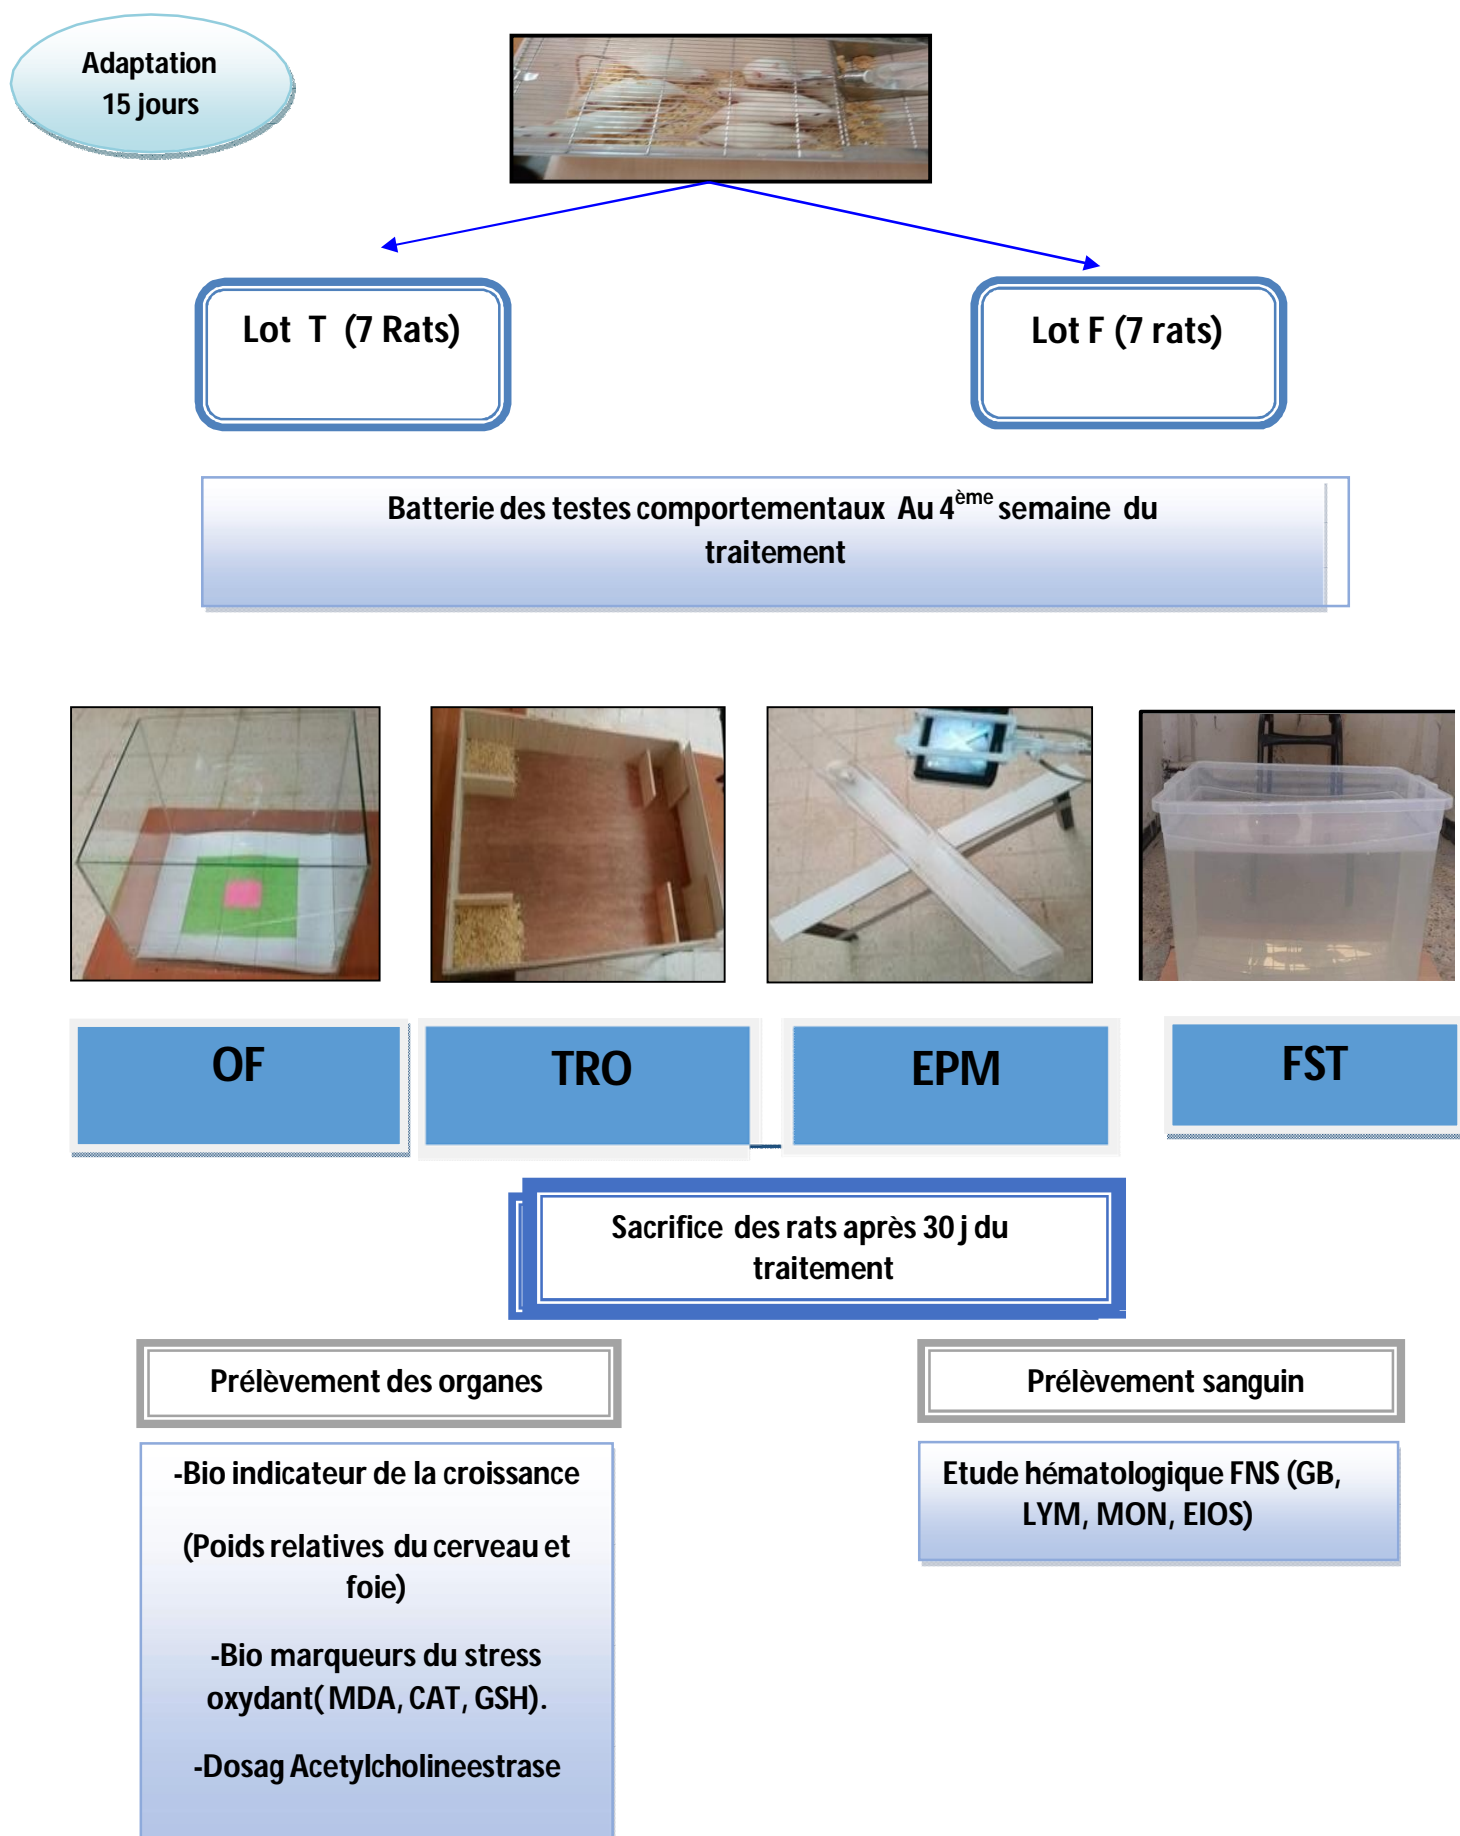 Adaptation
15 jours
Lot T (7 Rats)
Lot F (7 rats)
Batterie des testes comportementaux Au 4ème semaine du
traitement
OF
TRO
EPM
FST
Sacrifice des rats après 30 j du
traitement
Prélèvement des organes
Prélèvement sanguin
-Bio indicateur de la croissance
(Poids relatives du cerveau et
foie)
-Bio marqueurs du stress
oxydant( MDA, CAT, GSH).
-Dosag Acetylcholineestrase
Etude hématologique FNS (GB,
LYM, MON, EIOS)